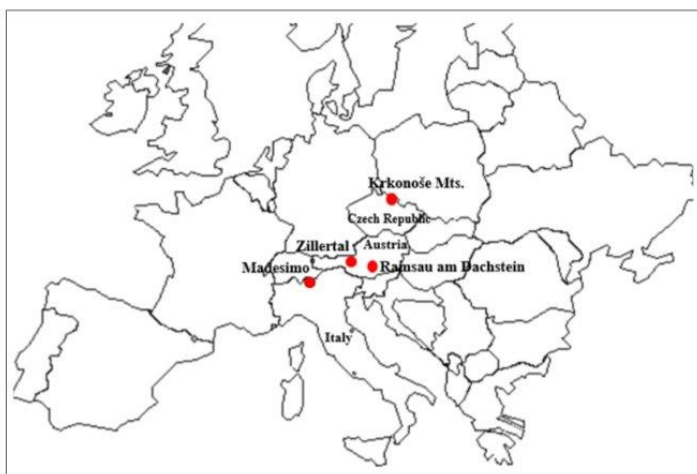 Krkonoše Mts.
Czech Republic
Zillertal
Austria
Madesimo
Ramsau am Dachstein
Italy